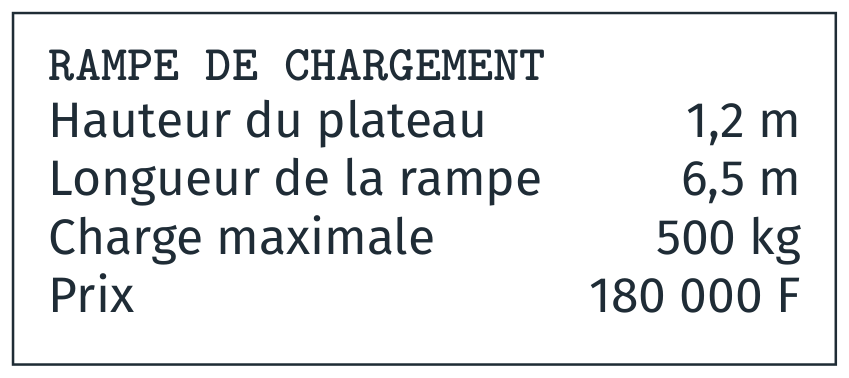 RAMPE DE CHARGEMENT
Hauteur du plateau 1,2 m
Longueur de la rampe 6,5 m
Charge maximale 500 kg
Prix 180 000 F